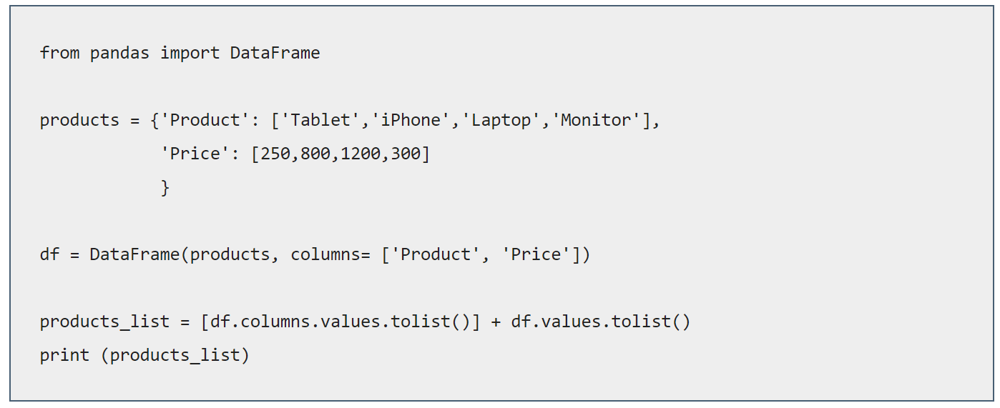 from pandas import DataFrame
products = {'Product': ['Tablet','iPhone','Laptop','Monitor'],
            'Price': [250,800,1200,300]
            }
df = DataFrame(products, columns= ['Product', 'Price'])
products_list = [df.columns.values.tolist()] + df.values.tolist()
print (products_list)